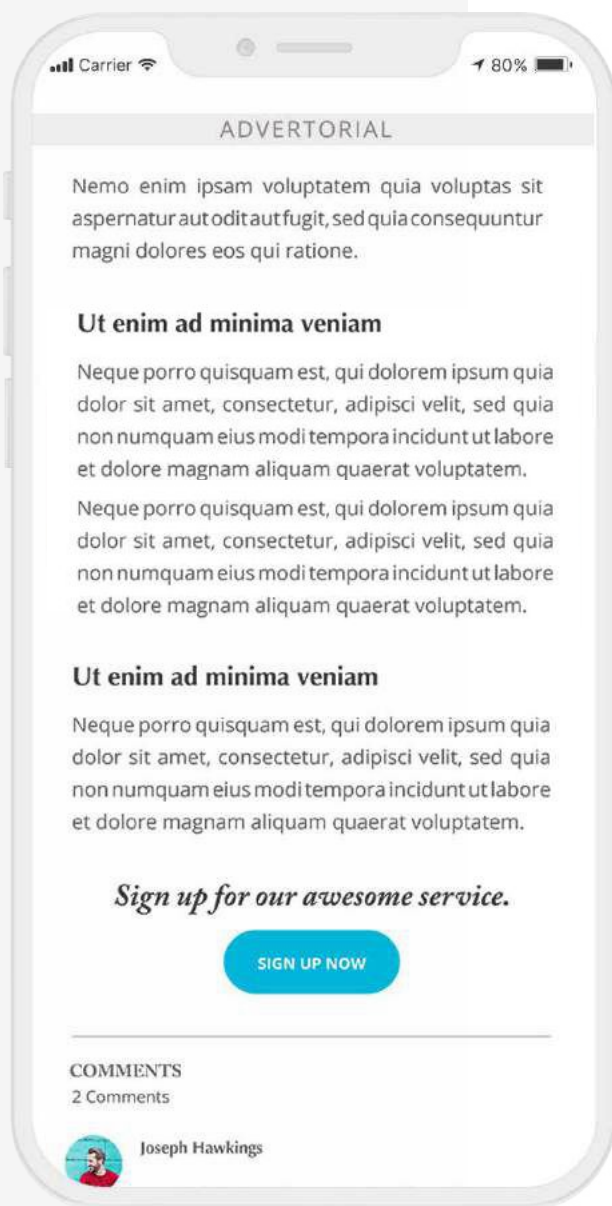 Carrier 80%
ADVERTORIAL
Nemo enim ipsam voluptatem quia voluptas sit
aspernatur aut odit aut fugit, sed quia consequuntur
magni dolores eos qui ratione.
Ut enim ad minima veniam
Neque porro quisquam est, qui dolorem ipsum quia
dolor sit amet, consectetur, adipisci velit, sed quia
non numquam eius modi tempora incidunt ut labore
et dolore magnam aliquam quaerat voluptatem.
Neque porro quisquam est, qui dolorem ipsum quia
dolor sit amet, consectetur, adipisci velit, sed quia
non numquam eius modi tempora incidunt ut labore
et dolore magnam aliquam quaerat voluptatem.
Ut enim ad minima veniam
Neque porro quisquam est, qui dolorem ipsum quia
dolor sit amet, consectetur, adipisci velit, sed quia
non numquam eius modi tempora incidunt ut labore
et dolore magnam aliquam quaerat voluptatem.
Sign up for our awesome service.
SIGN UP NOW
COMMENTS
2 Comments
Joseph Hawkings